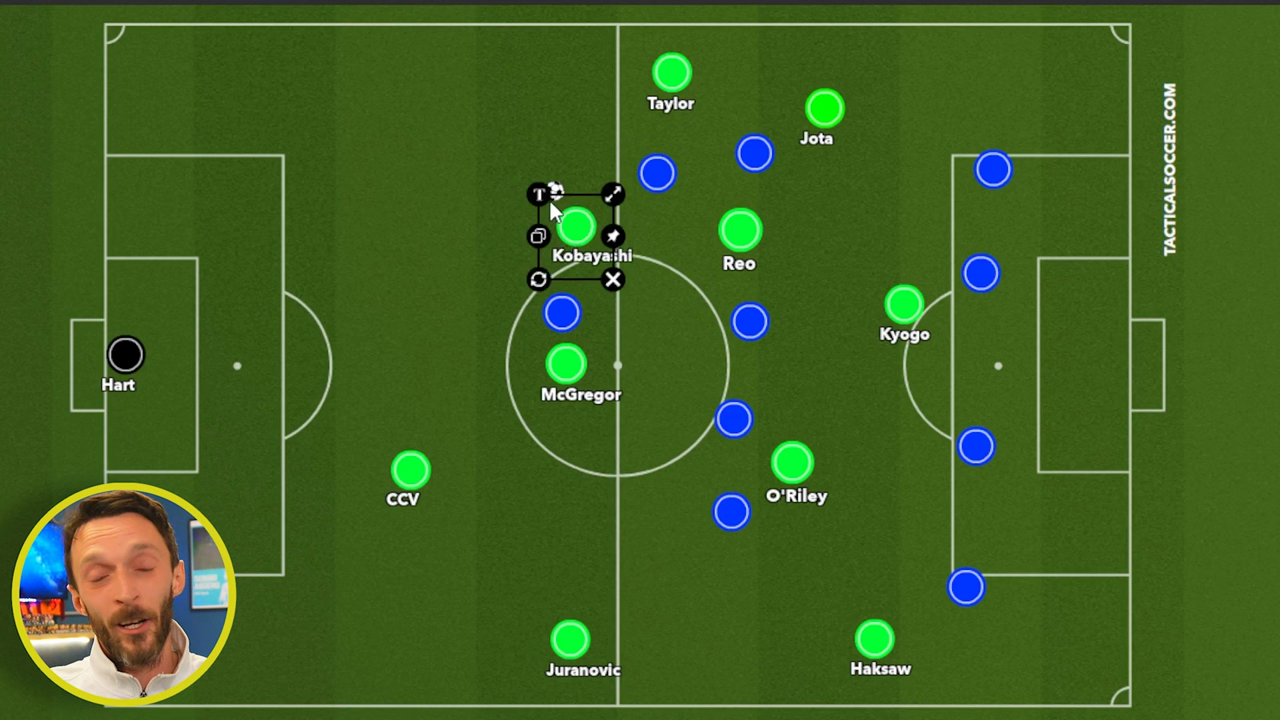 Taylor
Jota
TACTICALSOCCER.COM
T
Kobayashi
Reo
Kyogo
Hart
McGregor
CCV
O'Riley
Juranovic
Haksaw